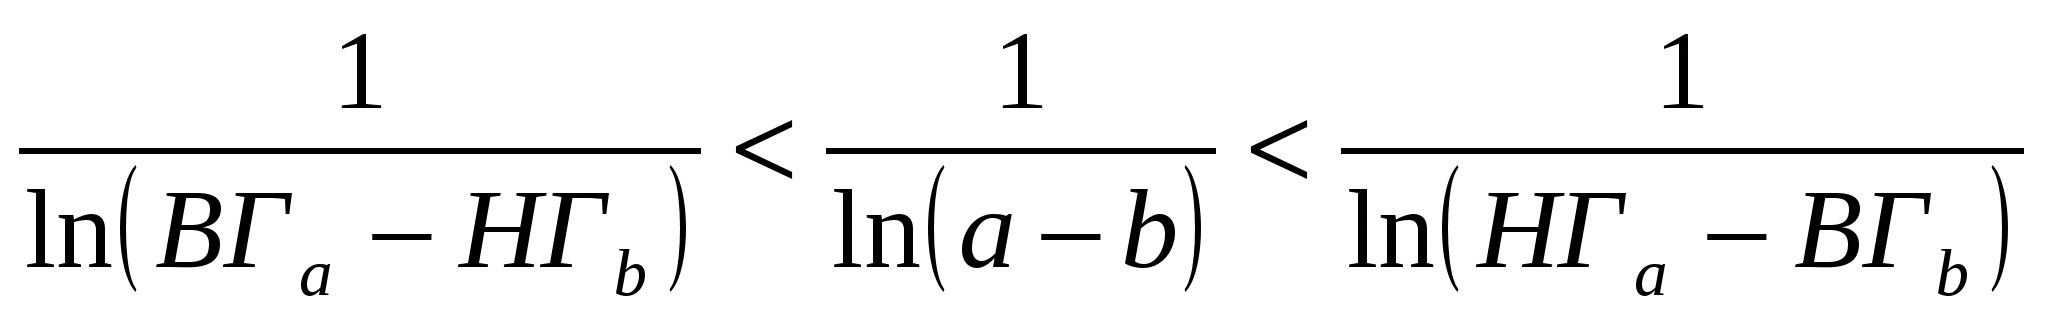 1/ln(ВГ_a − НГ_b) < 1/ln(a − b) < 1/ln(НГ_a − ВГ_b)